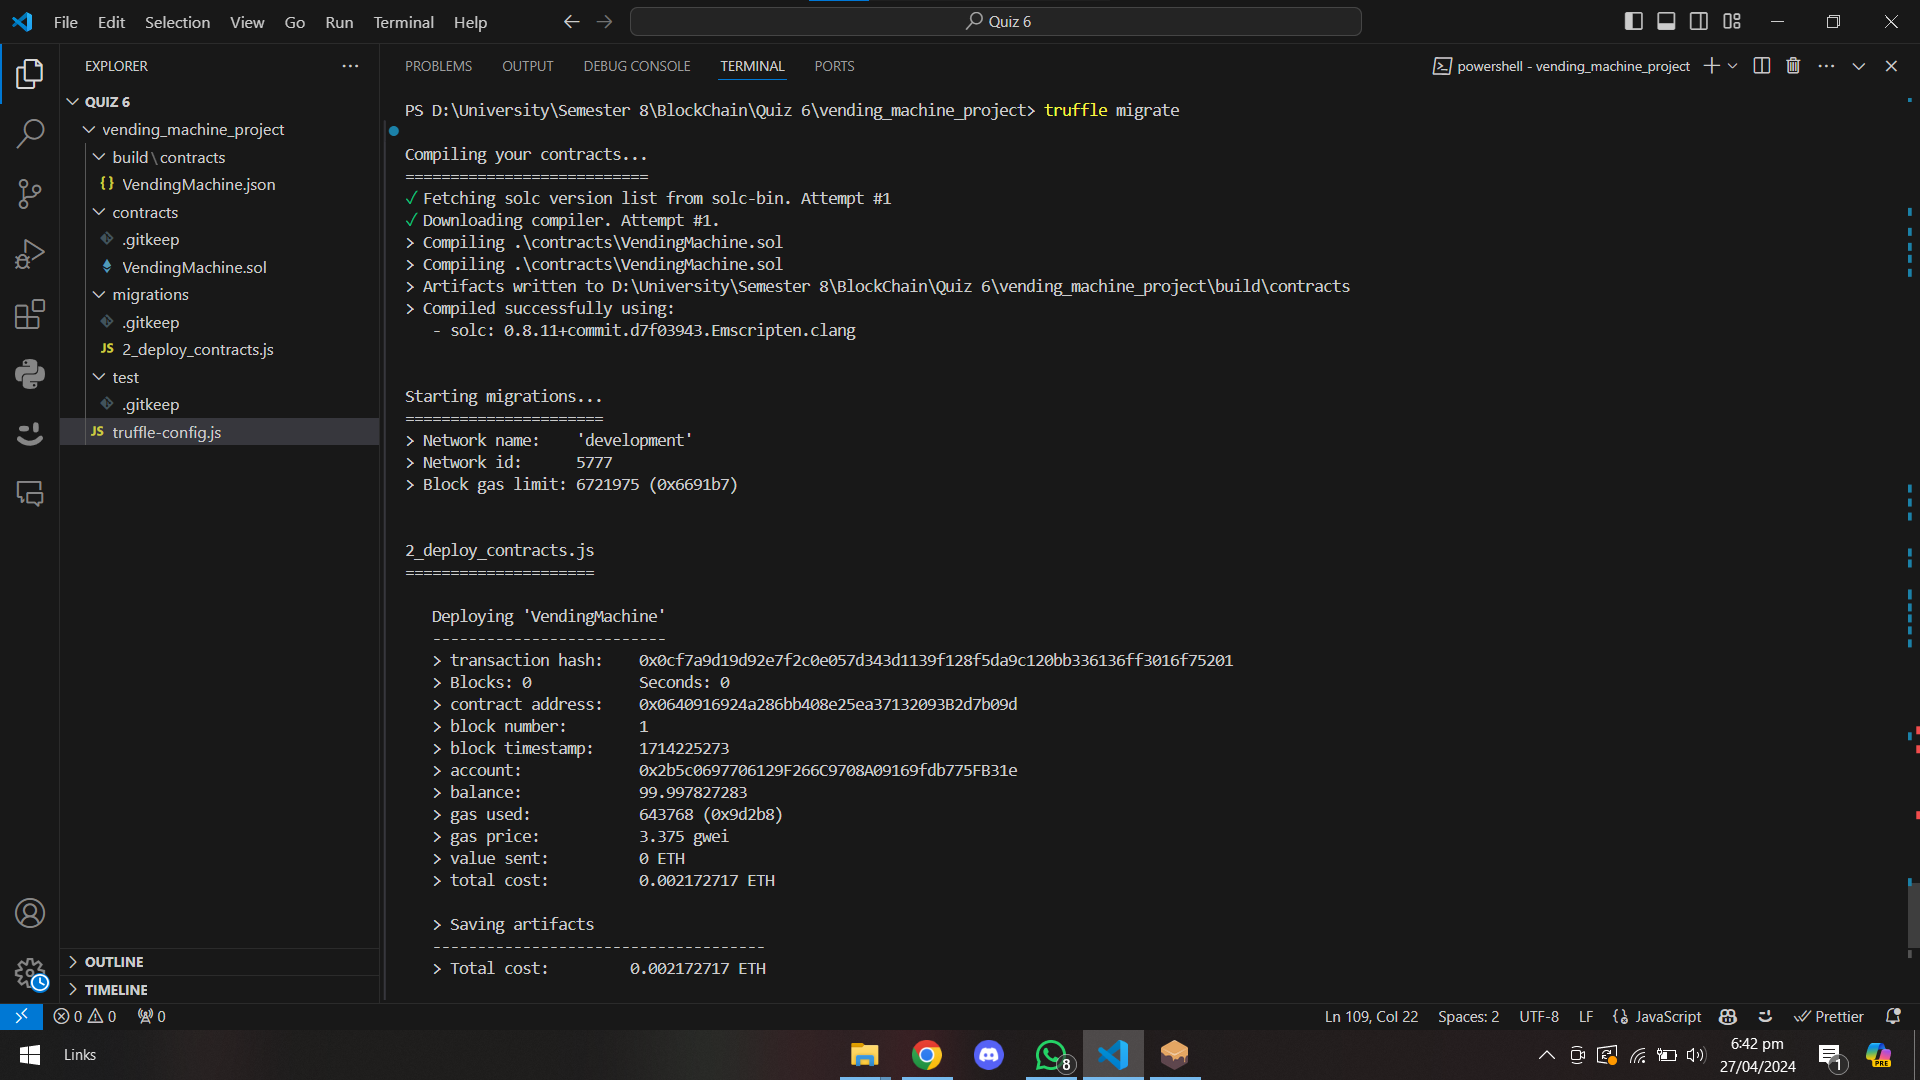 File Edit Selection View Go Run Terminal Help
Quiz 6
EXPLORER
QUIZ 6
vending_machine_project
build\contracts
{} VendingMachine.json
contracts
.gitkeep
VendingMachine.sol
migrations
.gitkeep
JS 2_deploy_contracts.js
test
.gitkeep
JS truffle-config.js
OUTLINE
TIMELINE
PROBLEMS OUTPUT DEBUG CONSOLE TERMINAL PORTS
powershell - vending_machine_project
PS D:\University\Semester 8\BlockChain\Quiz 6\vending_machine_project> truffle migrate
Compiling your contracts...
===========================
✓ Fetching solc version list from solc-bin. Attempt #1
✓ Downloading compiler. Attempt #1.
> Compiling .\contracts\VendingMachine.sol
> Compiling .\contracts\VendingMachine.sol
> Artifacts written to D:\University\Semester 8\BlockChain\Quiz 6\vending_machine_project\build\contracts
> Compiled successfully using:
- solc: 0.8.11+commit.d7f03943.Emscripten.clang
Starting migrations...
======================
> Network name: 'development'
> Network id: 5777
> Block gas limit: 6721975 (0x6691b7)
2_deploy_contracts.js
=====================
Deploying 'VendingMachine'
--------------------------
> transaction hash: 0x0cf7a9d19d92e7f2c0e057d343d1139f128f5da9c120bb336136ff3016f75201
> Blocks: 0 Seconds: 0
> contract address: 0x0640916924a286bb408e25ea37132093B2d7b09d
> block number: 1
> block timestamp: 1714225273
> account: 0x2b5c0697706129F266C9708A09169fdb775FB31e
> balance: 99.997827283
> gas used: 643768 (0x9d2b8)
> gas price: 3.375 gwei
> value sent: 0 ETH
> total cost: 0.002172717 ETH
> Saving artifacts
-------------------------------------
> Total cost: 0.002172717 ETH
0 0 0
Ln 109, Col 22 Spaces: 2 UTF-8 LF {} JavaScript Prettier
Links
8
6:42 pm
27/04/2024
1
PRE